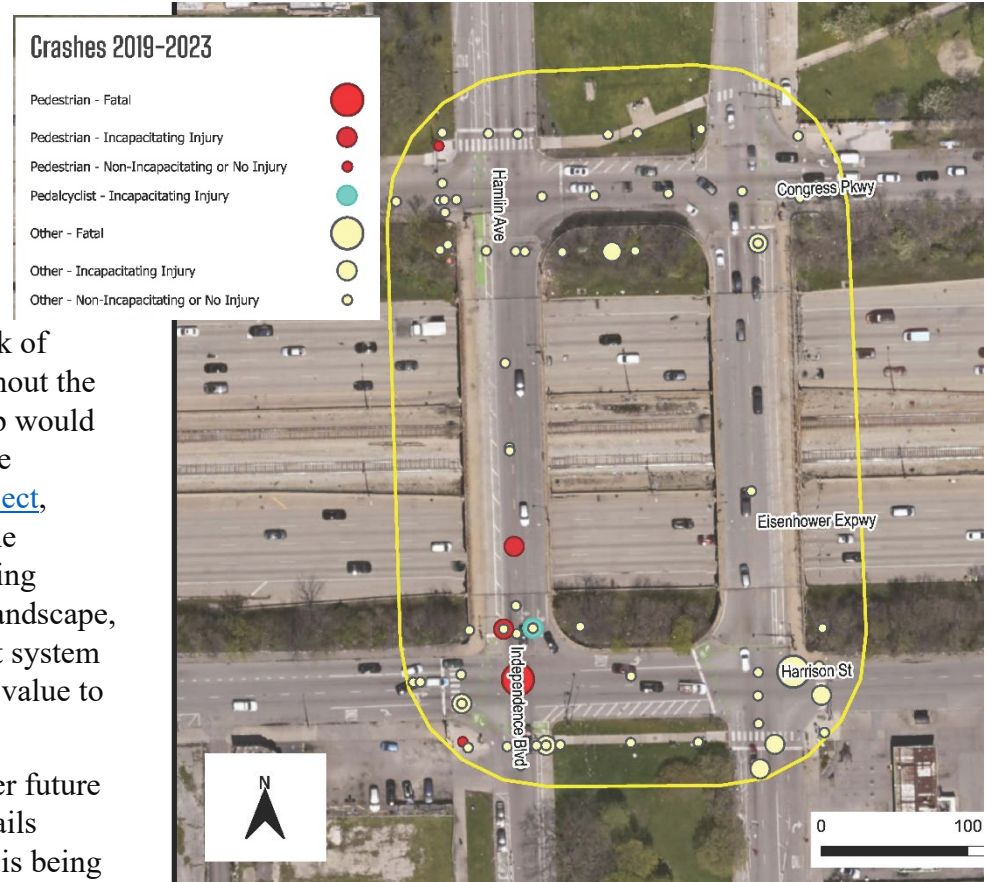 Crashes 2019-2023
Pedestrian - Fatal
Pedestrian - Incapacitating Injury
Pedestrian - Non-Incapacitating or No Injury
Pedalcyclist - Incapacitating Injury
Other - Fatal
Other - Incapacitating Injury
Other - Non-Incapacitating or No Injury
Hamlin Ave
Congress Pkwy
Eisenhower Expwy
Harrison St
Independence Blvd
N
0 100
k of
hout the
would
e
ect,
e
ing
andscape,
t system
value to
er future
ails
is being